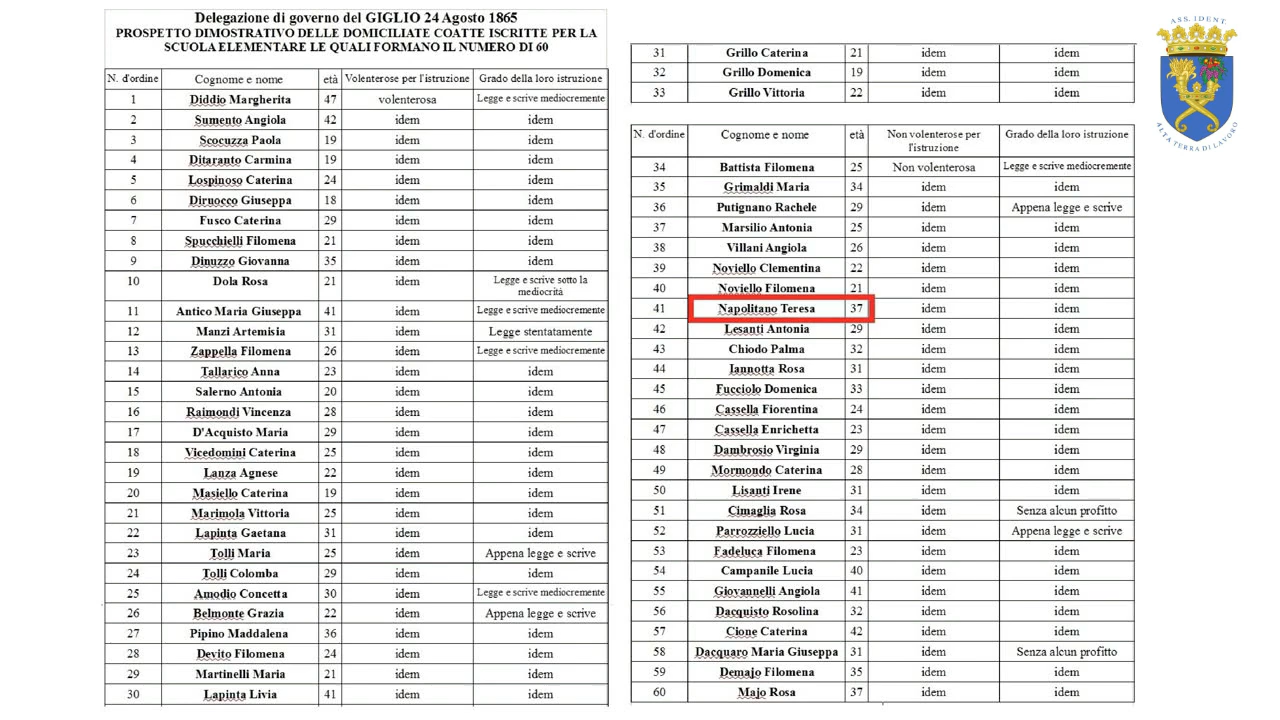 Delegazione di governo del GIGLIO 24 Agosto 1865
PROSPETTO DIMOSTRATIVO DELLE DOMICILIATE COATTE ISCRITTE PER LA
SCUOLA ELEMENTARE LE QUALI FORMANO IL NUMERO DI 60
N. d'ordine Cognome e nome età Volenterose per l'istruzione Grado della loro istruzione
1 Diddio Margherita 47 volenterosa Legge e scrive mediocremente
2 Sumento Angiola 42 idem idem
3 Scocuzza Paola 19 idem idem
4 Ditaranto Carmina 19 idem idem
5 Lospinoso Caterina 24 idem idem
6 Diruocco Giuseppa 18 idem idem
7 Fusco Caterina 29 idem idem
8 Spucchielli Filomena 21 idem idem
9 Dinuzzo Giovanna 35 idem idem
10 Dola Rosa 21 idem Legge e scrive sotto la
mediocrità
11 Antico Maria Giuseppa 41 idem Legge e scrive mediocremente
12 Manzi Artemisia 31 idem Legge stentatamente
13 Zappella Filomena 26 idem Legge e scrive mediocremente
14 Tallarico Anna 23 idem idem
15 Salerno Antonia 20 idem idem
16 Raimondi Vincenza 28 idem idem
17 D'Acquisto Maria 29 idem idem
18 Vicedomini Caterina 25 idem idem
19 Lanza Agnese 22 idem idem
20 Masiello Caterina 19 idem idem
21 Marimola Vittoria 25 idem idem
22 Lapinta Gaetana 31 idem idem
23 Tolli Maria 25 idem Appena legge e scrive
24 Tolli Colomba 29 idem idem
25 Amodio Concetta 30 idem Legge e scrive mediocremente
26 Belmonte Grazia 22 idem Appena legge e scrive
27 Pipino Maddalena 36 idem idem
28 Devito Filomena 24 idem idem
29 Martinelli Maria 21 idem idem
30 Lapinta Livia 41 idem idem
31 Grillo Caterina 21 idem idem
32 Grillo Domenica 19 idem idem
33 Grillo Vittoria 22 idem idem
N. d'ordine Cognome e nome età Non volenterose per Grado della loro istruzione
l'istruzione
34 Battista Filomena 25 Non volenterosa Legge e scrive mediocremente
35 Grimaldi Maria 34 idem idem
36 Putignano Rachele 29 idem Appena legge e scrive
37 Marsilio Antonia 25 idem idem
38 Villani Angiola 26 idem idem
39 Noviello Clementina 22 idem idem
40 Noviello Filomena 21 idem idem
41 Napolitano Teresa 37 idem idem
42 Lesanti Antonia 29 idem idem
43 Chiodo Palma 32 idem idem
44 Iannotta Rosa 31 idem idem
45 Fucciolo Domenica 33 idem idem
46 Cassella Fiorentina 24 idem idem
47 Cassella Enrichetta 23 idem idem
48 Dambrosio Virginia 29 idem idem
49 Mormondo Caterina 28 idem idem
50 Lisanti Irene 31 idem idem
51 Cimaglia Rosa 34 idem Senza alcun profitto
52 Parrozziello Lucia 31 idem Appena legge e scrive
53 Fadeluca Filomena 23 idem idem
54 Campanile Lucia 40 idem idem
55 Giovannelli Angiola 41 idem idem
56 Dacquisto Rosolina 32 idem idem
57 Cione Caterina 42 idem idem
58 Dacquaro Maria Giuseppa 31 idem Senza alcun profitto
59 Demajo Filomena 35 idem idem
60 Majo Rosa 37 idem idem
ASS. IDENT.
ALTA TERRA DI LAVORO